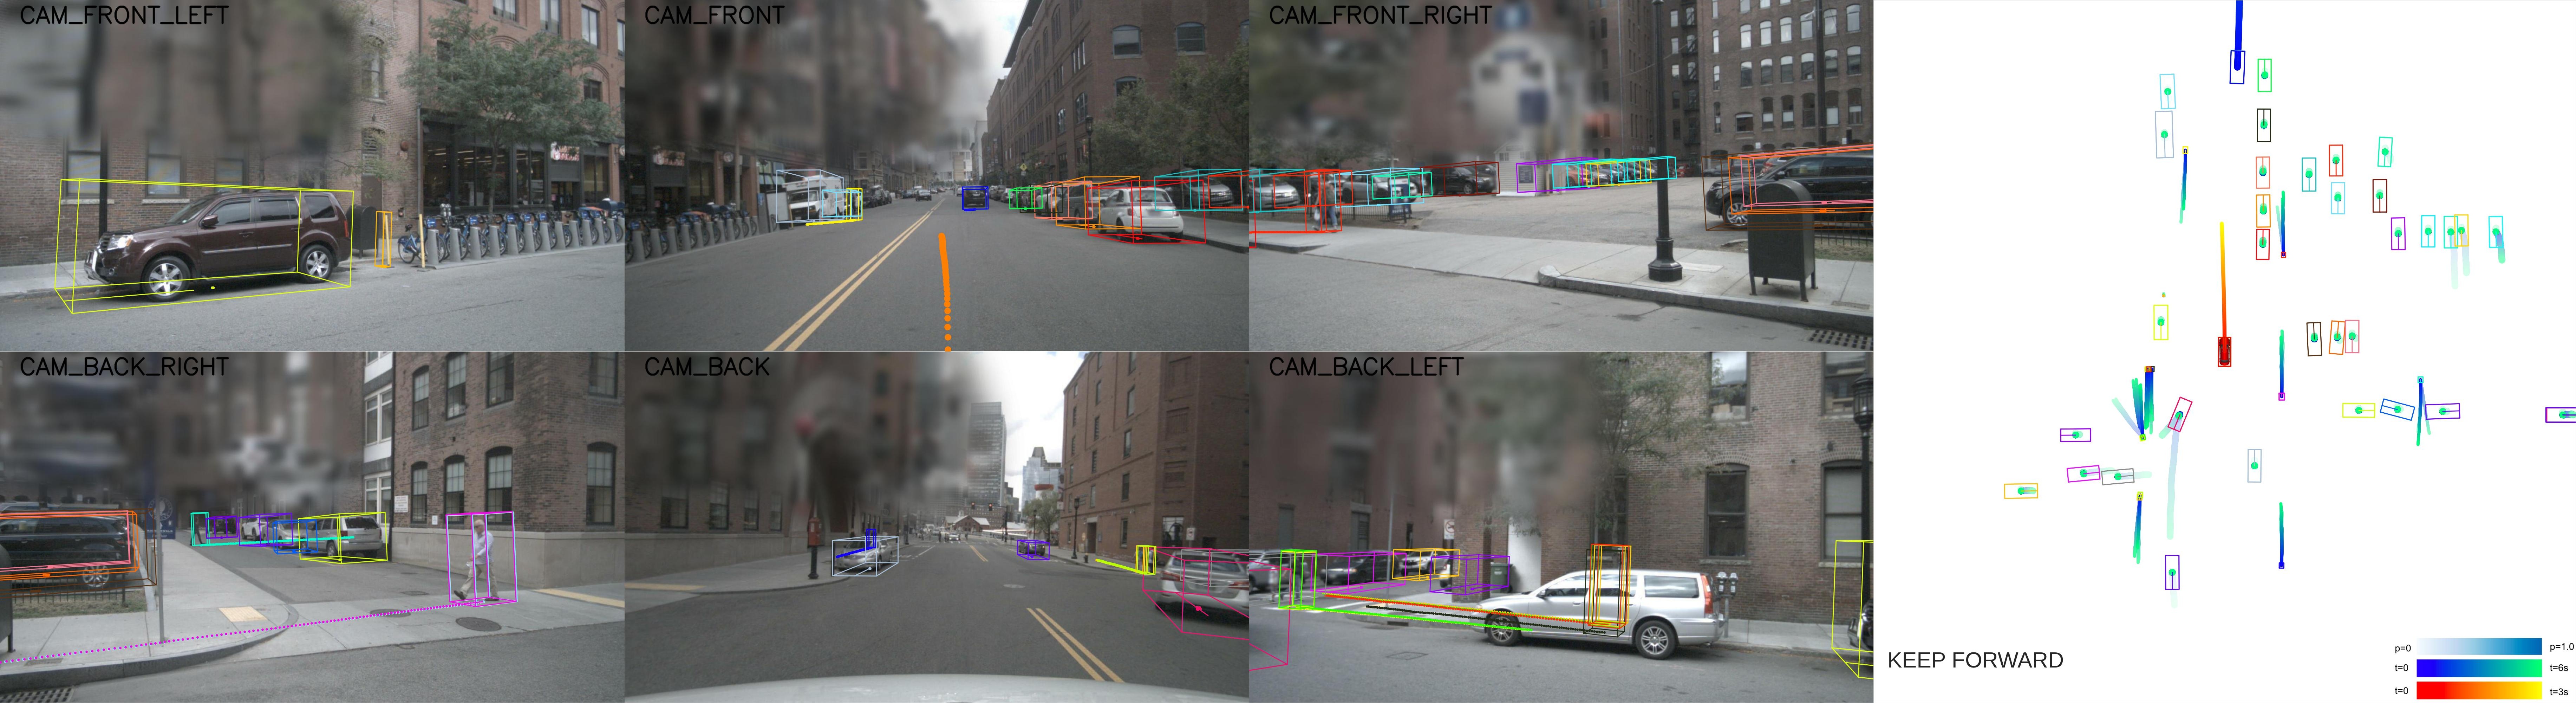 CAM_FRONT_LEFT
CAM_FRONT
CAM_FRONT_RIGHT
CAM_BACK_RIGHT
CAM_BACK
CAM_BACK_LEFT
KEEP FORWARD
p=0
p=1.0
t=0
t=6s
t=0
t=3s